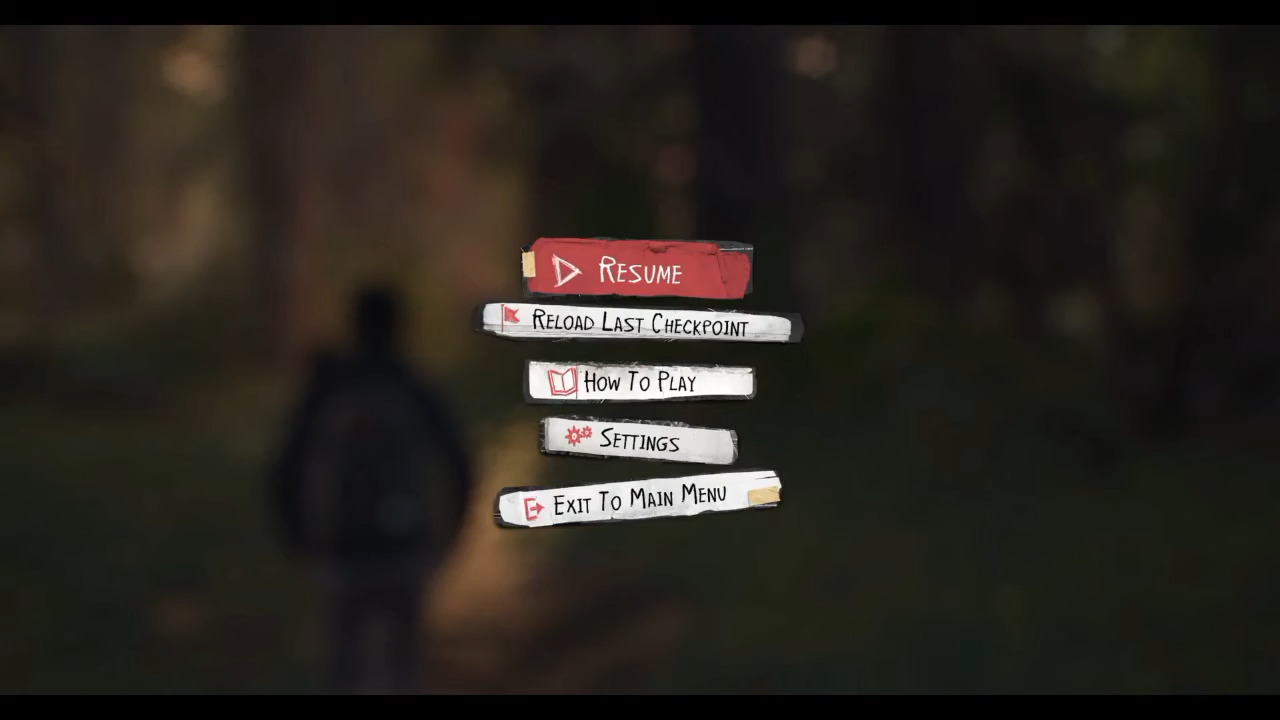 Resume
Reload Last Checkpoint
How To Play
Settings
Exit To Main Menu